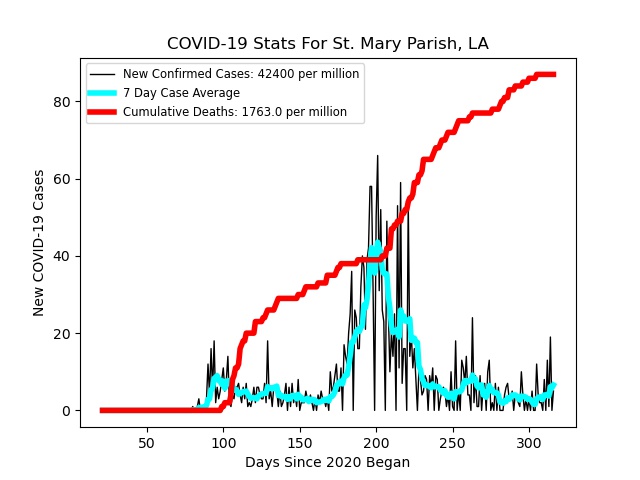 COVID-19 Stats For St. Mary Parish, LA
New Confirmed Cases: 42400 per million
7 Day Case Average
Cumulative Deaths: 1763.0 per million
New COVID-19 Cases
80
60
40
20
0
50 100 150 200 250 300
Days Since 2020 Began